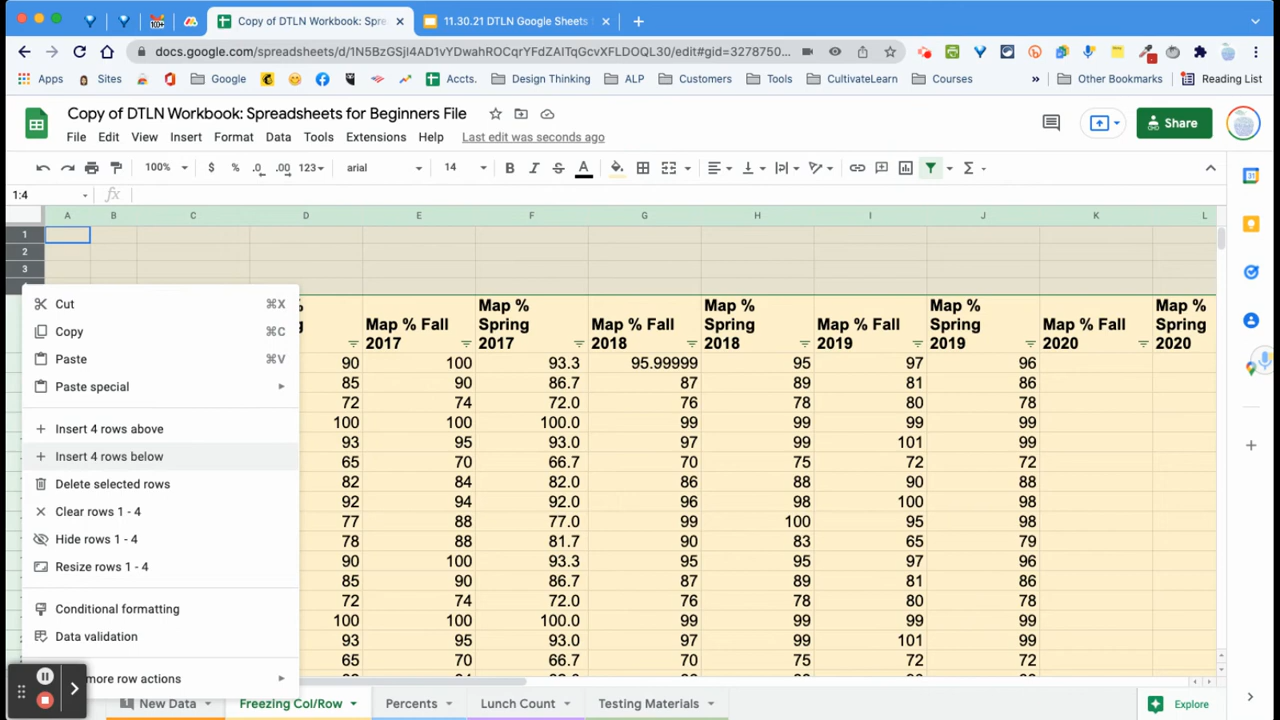 Copy of DTLN Workbook: Spre
11.30.21 DTLN Google Sheets
docs.google.com/spreadsheets/d/1N5BZGSjI4AD1vYDwahROCqrYFdZAITqGcvXFLDOQL30/edit#gid=3278750...
Apps Sites Google Accts. Design Thinking ALP Customers Tools CultivateLearn Courses » Other Bookmarks Reading List
Copy of DTLN Workbook: Spreadsheets for Beginners File
File Edit View Insert Format Data Tools Extensions Help Last edit was seconds ago
Share
100% $ % .0 .00 123 arial 14 B I S A Σ
1:4 fx
A B C D E F G H I J K L
1
2
3
Map % Spring 2017
Map % Spring 2018
Map % Spring 2019
Map % Spring 2020
Map % Fall 2017
Map % Fall 2018
Map % Fall 2019
Map % Fall 2020
90 100 93.3 95.99999 95 97 96
85 90 86.7 87 89 81 86
72 74 72.0 76 78 80 78
100 100 100.0 99 99 99 99
93 95 93.0 97 99 101 99
65 70 66.7 70 75 72 72
82 84 82.0 86 88 90 88
92 94 92.0 96 98 100 98
77 88 77.0 99 100 95 98
78 88 81.7 90 83 65 79
90 100 93.3 95 95 97 96
85 90 86.7 87 89 81 86
72 74 72.0 76 78 80 78
100 100 100.0 99 99 99 99
93 95 93.0 97 99 101 99
65 70 66.7 70 75 72 72
Cut ⌘X
Copy ⌘C
Paste ⌘V
Paste special
Insert 4 rows above
Insert 4 rows below
Delete selected rows
Clear rows 1 - 4
Hide rows 1 - 4
Resize rows 1 - 4
Conditional formatting
Data validation
more row actions
New Data Freezing Col/Row Percents Lunch Count Testing Materials Explore